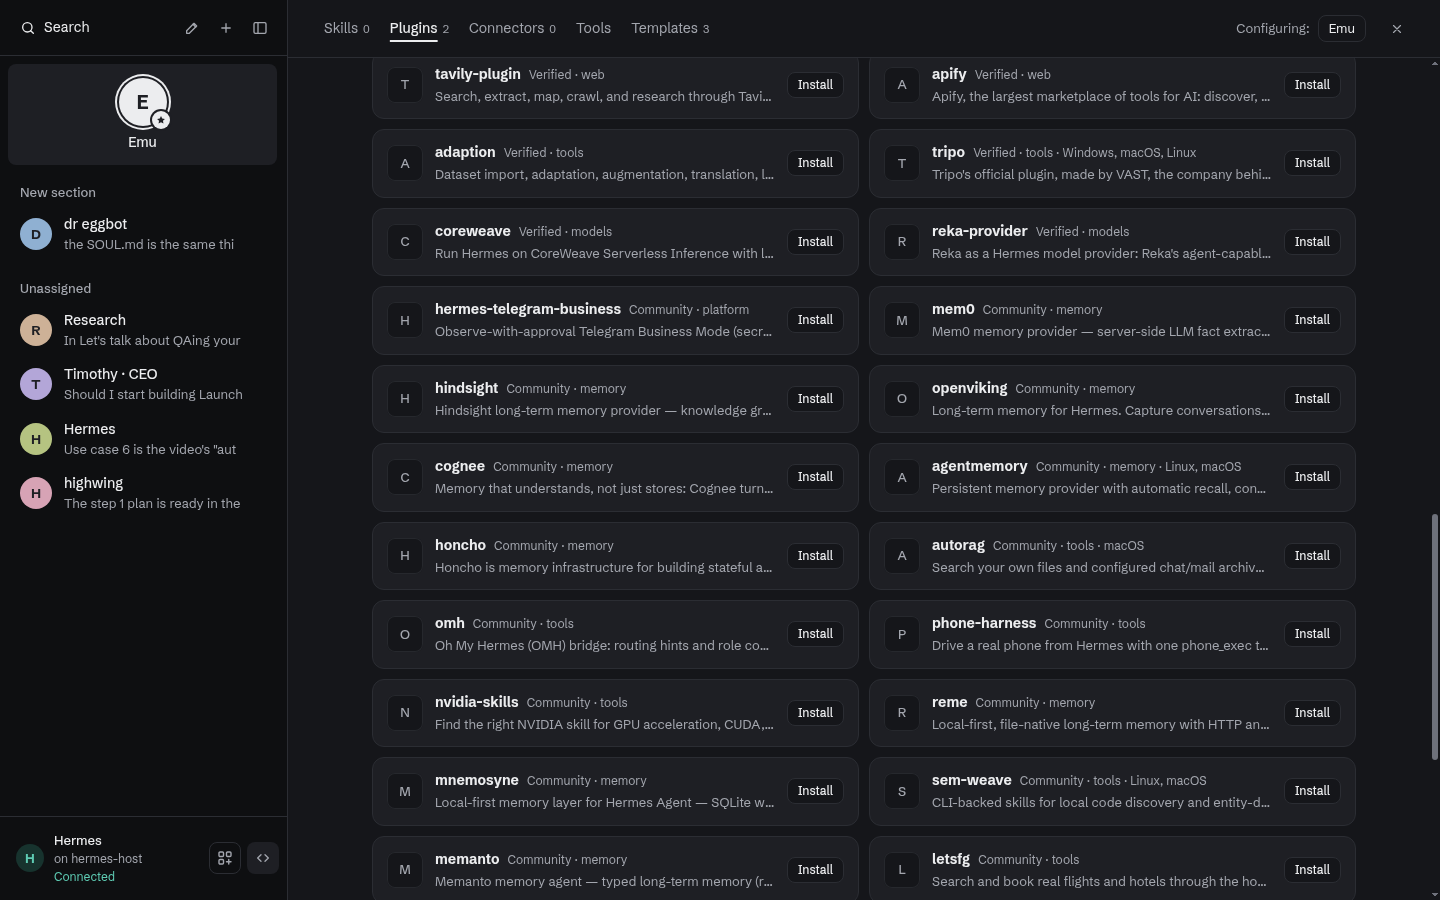 Search
E
Emu
New section
D
dr eggbot
the SOUL.md is the same thi
Unassigned
R
Research
In Let's talk about QAing your
T
Timothy · CEO
Should I start building Launch
H
Hermes
Use case 6 is the video's "aut
H
highwing
The step 1 plan is ready in the
H
Hermes
on hermes-host
Connected
Skills 0
Plugins 2
Connectors 0
Tools
Templates 3
Configuring:
Emu
T
tavily-plugin Verified · web
Search, extract, map, crawl, and research through Tavi...
Install
A
apify Verified · web
Apify, the largest marketplace of tools for AI: discover, ...
Install
A
adaption Verified · tools
Dataset import, adaptation, augmentation, translation, l...
Install
T
tripo Verified · tools · Windows, macOS, Linux
Tripo's official plugin, made by VAST, the company behi...
Install
C
coreweave Verified · models
Run Hermes on CoreWeave Serverless Inference with l...
Install
R
reka-provider Verified · models
Reka as a Hermes model provider: Reka's agent-capabl...
Install
H
hermes-telegram-business Community · platform
Observe-with-approval Telegram Business Mode (secr...
Install
M
mem0 Community · memory
Mem0 memory provider — server-side LLM fact extrac...
Install
H
hindsight Community · memory
Hindsight long-term memory provider — knowledge gr...
Install
O
openviking Community · memory
Long-term memory for Hermes. Capture conversations...
Install
C
cognee Community · memory
Memory that understands, not just stores: Cognee turn...
Install
A
agentmemory Community · memory · Linux, macOS
Persistent memory provider with automatic recall, con...
Install
H
honcho Community · memory
Honcho is memory infrastructure for building stateful a...
Install
A
autorag Community · tools · macOS
Search your own files and configured chat/mail archiv...
Install
O
omh Community · tools
Oh My Hermes (OMH) bridge: routing hints and role co...
Install
P
phone-harness Community · tools
Drive a real phone from Hermes with one phone_exec t...
Install
N
nvidia-skills Community · tools
Find the right NVIDIA skill for GPU acceleration, CUDA,...
Install
R
reme Community · memory
Local-first, file-native long-term memory with HTTP an...
Install
M
mnemosyne Community · memory
Local-first memory layer for Hermes Agent — SQLite w...
Install
S
sem-weave Community · tools · Linux, macOS
CLI-backed skills for local code discovery and entity-d...
Install
M
memanto Community · memory
Memanto memory agent — typed long-term memory (r...
Install
L
letsfg Community · tools
Search and book real flights and hotels through the ho...
Install